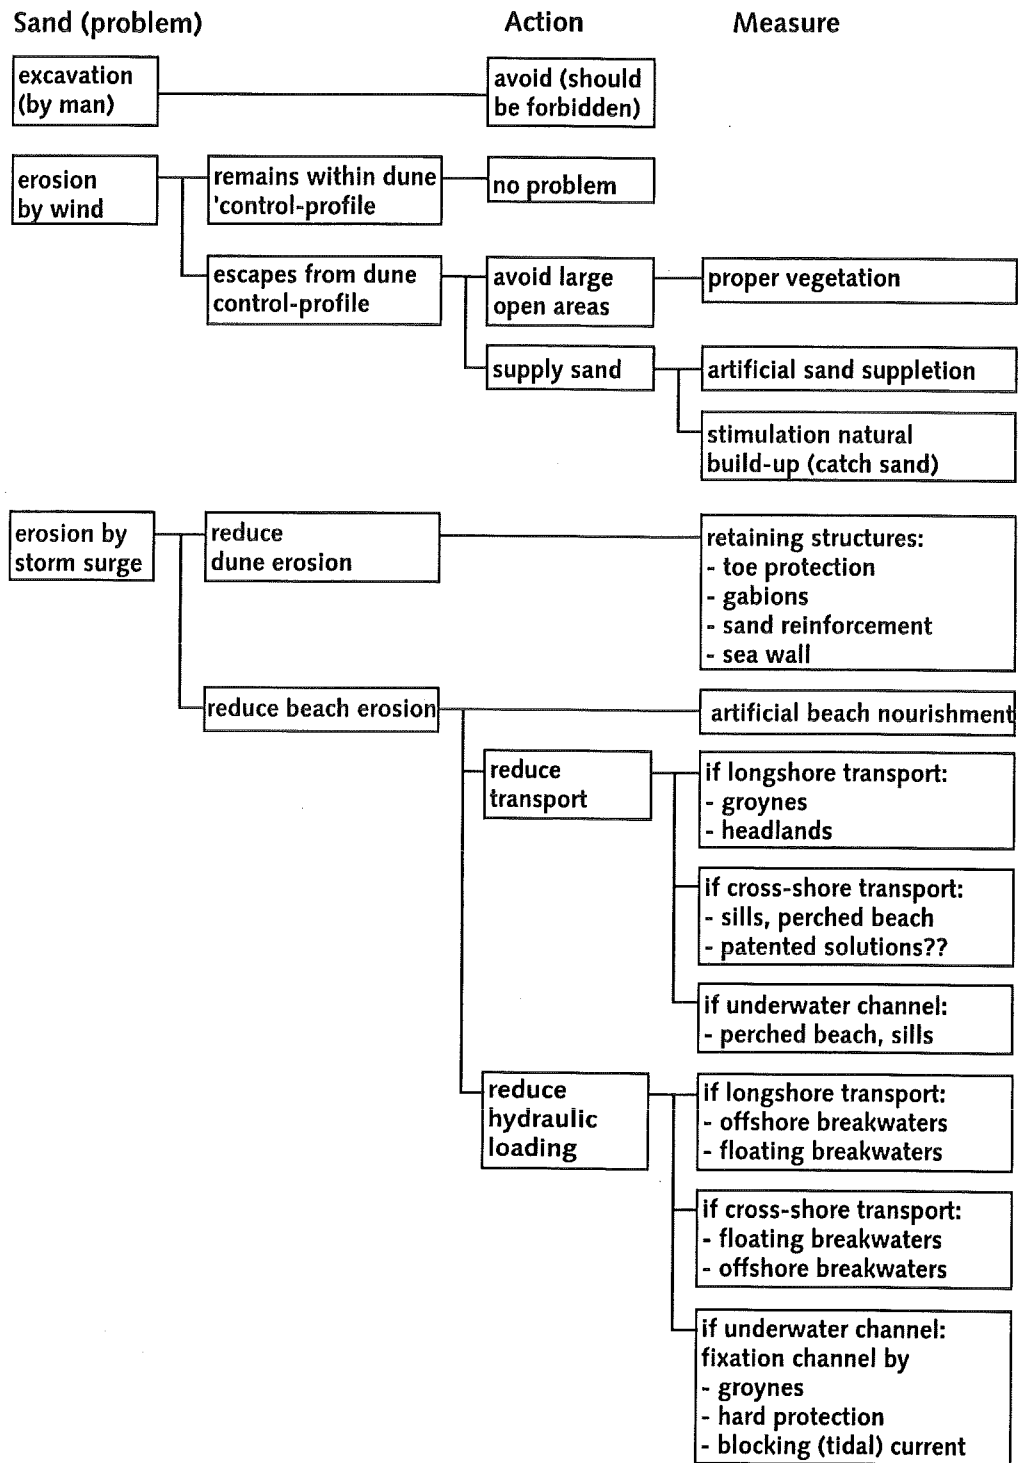 Sand (problem) Action Measure
excavation
(by man)
avoid (should
be forbidden)
erosion
by wind
remains within dune
'control-profile
no problem
escapes from dune
control-profile
avoid large
open areas
proper vegetation
supply sand
artificial sand suppletion
stimulation natural
build-up (catch sand)
erosion by
storm surge
reduce
dune erosion
retaining structures:
- toe protection
- gabions
- sand reinforcement
- sea wall
reduce beach erosion
artificial beach nourishment
reduce
transport
if longshore transport:
- groynes
- headlands
if cross-shore transport:
- sills, perched beach
- patented solutions??
if underwater channel:
- perched beach, sills
reduce
hydraulic
loading
if longshore transport:
- offshore breakwaters
- floating breakwaters
if cross-shore transport:
- floating breakwaters
- offshore breakwaters
if underwater channel:
fixation channel by
- groynes
- hard protection
- blocking (tidal) current